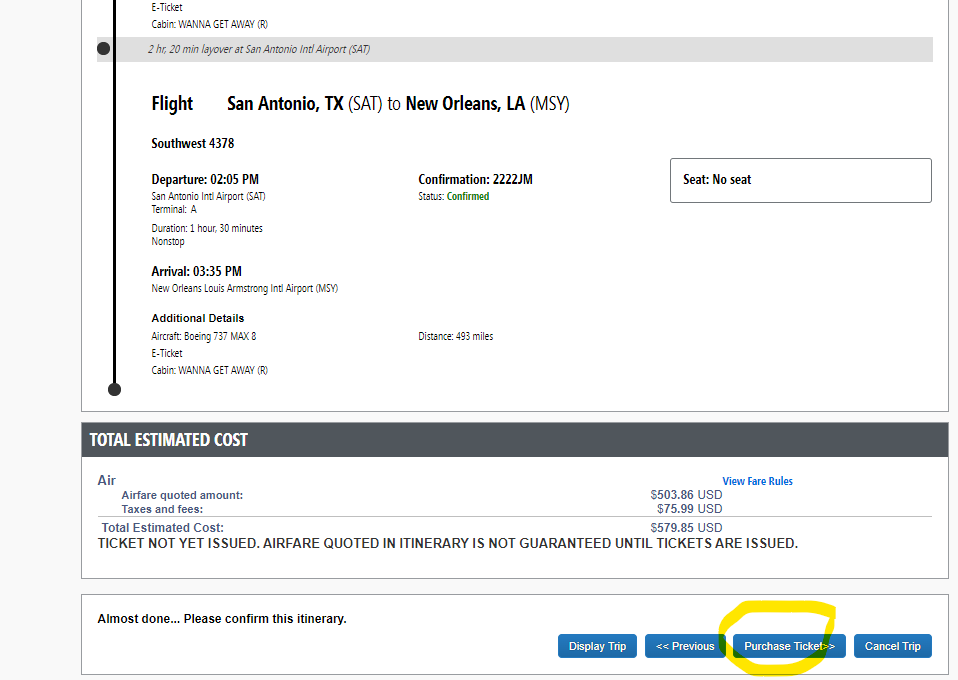 E-Ticket
Cabin: WANNA GET AWAY (R)
2 hr, 20 min layover at San Antonio Intl Airport (SAT)
Flight San Antonio, TX (SAT) to New Orleans, LA (MSY)
Southwest 4378
Departure: 02:05 PM Confirmation: 2222JM Seat: No seat
San Antonio Intl Airport (SAT) Status: Confirmed
Terminal: A
Duration: 1 hour, 30 minutes
Nonstop
Arrival: 03:35 PM
New Orleans Louis Armstrong Intl Airport (MSY)
Additional Details
Aircraft: Boeing 737 MAX 8 Distance: 493 miles
E-Ticket
Cabin: WANNA GET AWAY (R)
TOTAL ESTIMATED COST
Air View Fare Rules
Airfare quoted amount: $503.86 USD
Taxes and fees: $75.99 USD
Total Estimated Cost: $579.85 USD
TICKET NOT YET ISSUED. AIRFARE QUOTED IN ITINERARY IS NOT GUARANTEED UNTIL TICKETS ARE ISSUED.
Almost done... Please confirm this itinerary.
Display Trip << Previous Purchase Ticket>> Cancel Trip